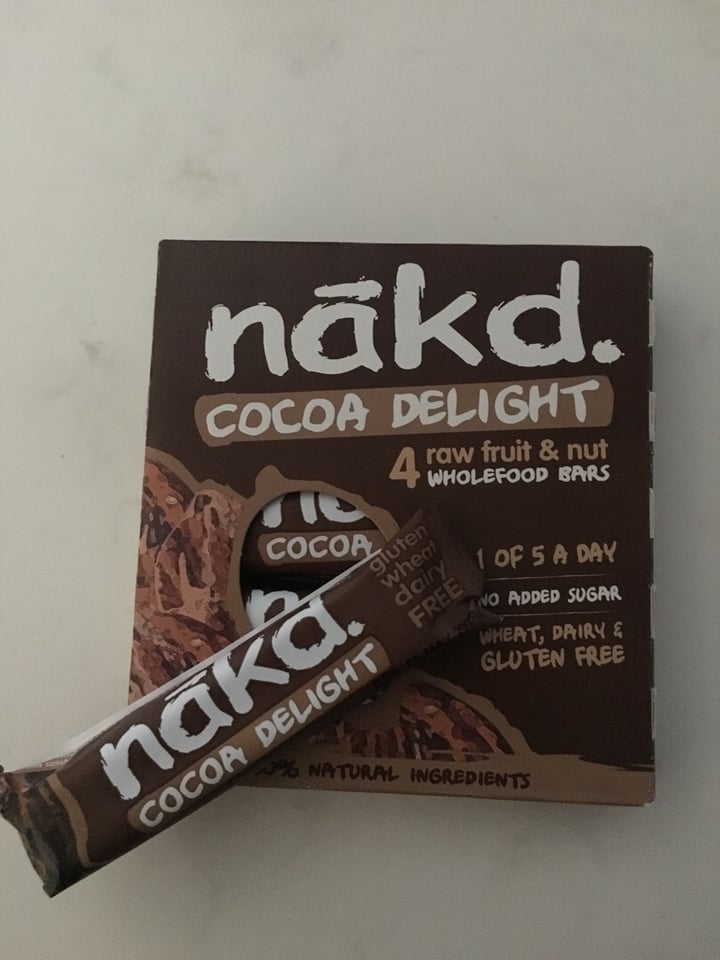 nākd.
COCOA DELIGHT
4 raw fruit & nut
WHOLEFOOD BARS
COCOA
1 OF 5 A DAY
NO ADDED SUGAR
WHEAT, DAIRY &
GLUTEN FREE
% NATURAL INGREDIENTS
nākd.
COCOA DELIGHT
gluten
wheat
dairy
FREE